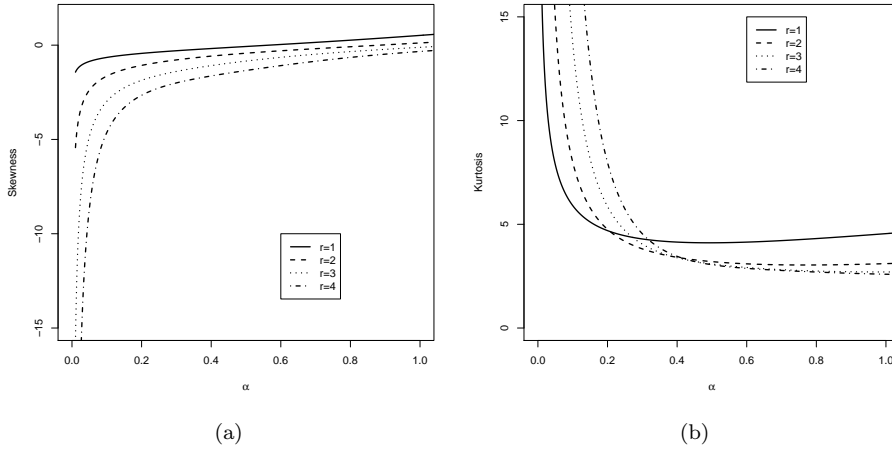 Skewness
0
−5
−10
−15
0.0 0.2 0.4 0.6 0.8 1.0
α
r=1
r=2
r=3
r=4
(a)
Kurtosis
15
10
5
0
0.0 0.2 0.4 0.6 0.8 1.0
α
r=1
r=2
r=3
r=4
(b)